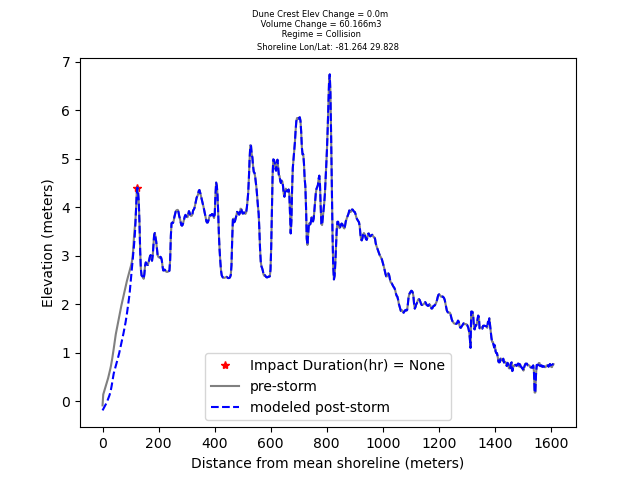 Dune Crest Elev Change = 0.0m
Volume Change = 60.166m3
Regime = Collision
Shoreline Lon/Lat: -81.264 29.828
7
6
5
4
3
2
1
0
Elevation (meters)
Impact Duration(hr) = None
pre-storm
modeled post-storm
0 200 400 600 800 1000 1200 1400 1600
Distance from mean shoreline (meters)